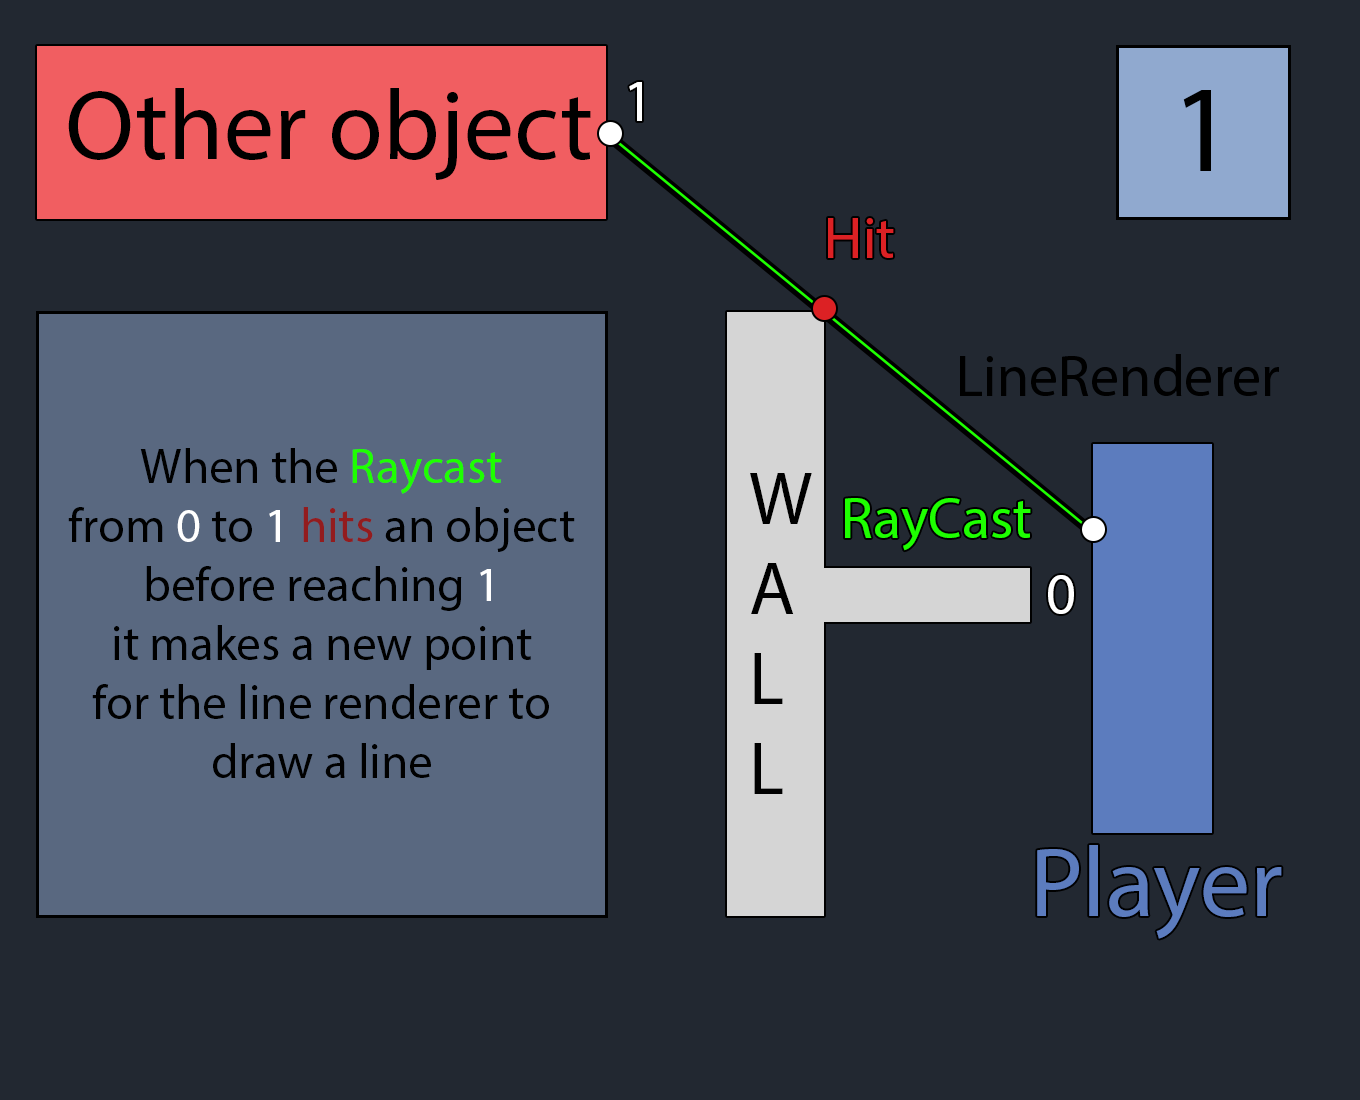 Other object
1
1
Hit
LineRenderer
When the Raycast
from 0 to 1 hits an object
before reaching 1
it makes a new point
for the line renderer to
draw a line
W
A
L
L
RayCast
0
Player